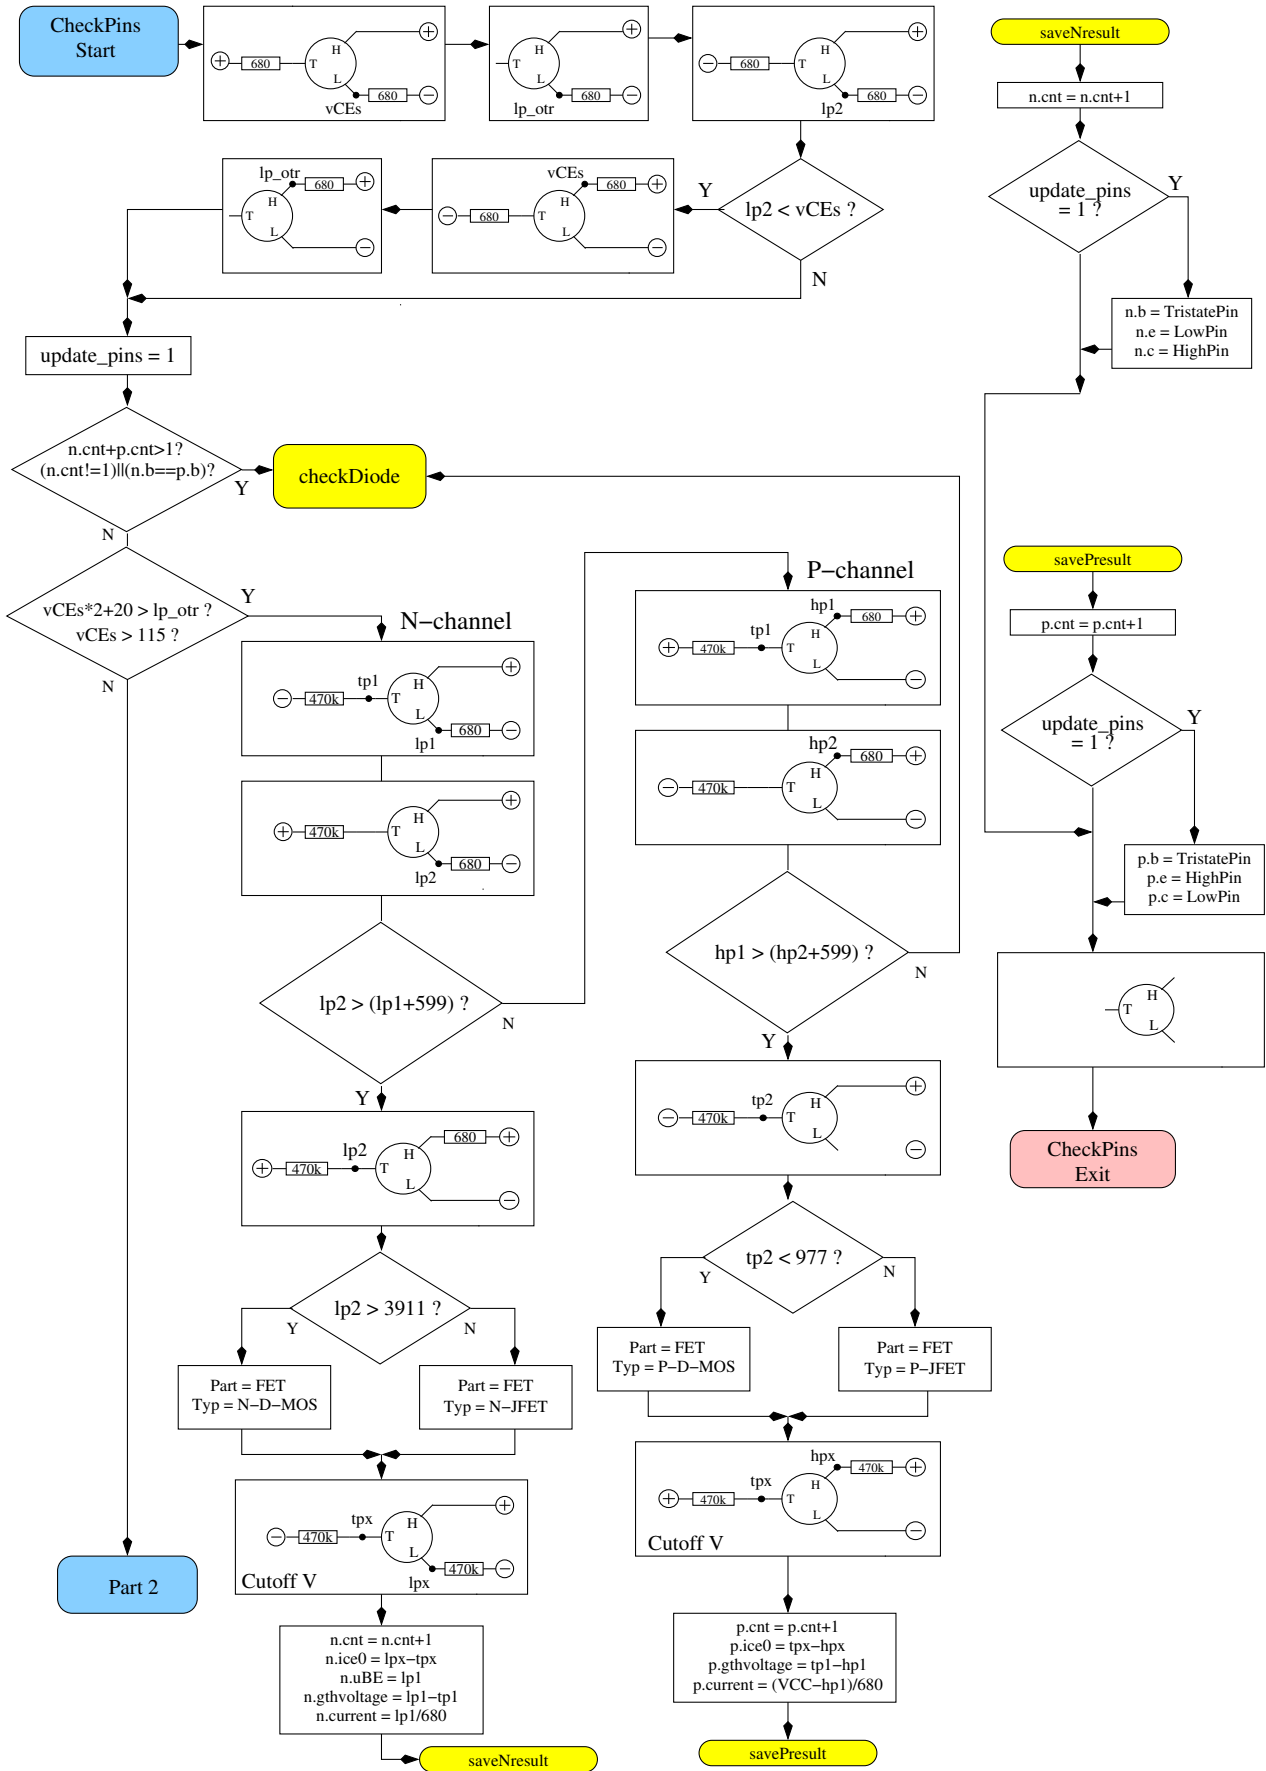 CheckPins
Start
+
680
T
H
L
+
vCEs
680
−
T
H
L
+
lp_otr
680
−
−
680
T
H
L
+
lp2
680
−
saveNresult
n.cnt = n.cnt+1
update_pins
= 1 ?
Y
n.b = TristatePin
n.e = LowPin
n.c = HighPin
lp_otr
680
+
H
T
L
−
vCEs
680
+
−
680
H
T
L
−
Y
lp2 < vCEs ?
N
update_pins = 1
n.cnt+p.cnt>1?
(n.cnt!=1)||(n.b==p.b)?
Y
N
checkDiode
vCEs*2+20 > lp_otr ?
vCEs > 115 ?
Y
N
N−channel
−
470k
tp1
T
H
L
+
lp1
680
−
+
470k
T
H
L
+
lp2
680
−
lp2 > (lp1+599) ?
N
Y
+
470k
lp2
T
H
L
680
+
−
lp2 > 3911 ?
Y
N
Part = FET
Typ = N−D−MOS
Part = FET
Typ = N−JFET
−
470k
tpx
T
H
L
+
lpx
470k
−
Cutoff V
n.cnt = n.cnt+1
n.ice0 = lpx−tpx
n.uBE = lp1
n.gthvoltage = lp1−tp1
n.current = lp1/680
saveNresult
Part 2
P−channel
hp1
680
+
+
470k
tp1
T
H
L
−
hp2
680
+
−
470k
T
H
L
−
hp1 > (hp2+599) ?
N
Y
−
470k
tp2
T
H
L
+
−
tp2 < 977 ?
Y
N
Part = FET
Typ = P−D−MOS
Part = FET
Typ = P−JFET
hpx
470k
+
+
470k
tpx
T
H
L
−
Cutoff V
p.cnt = p.cnt+1
p.ice0 = tpx−hpx
p.gthvoltage = tp1−hp1
p.current = (VCC−hp1)/680
savePresult
savePresult
p.cnt = p.cnt+1
update_pins
= 1 ?
Y
p.b = TristatePin
p.e = HighPin
p.c = LowPin
T
H
L
CheckPins
Exit